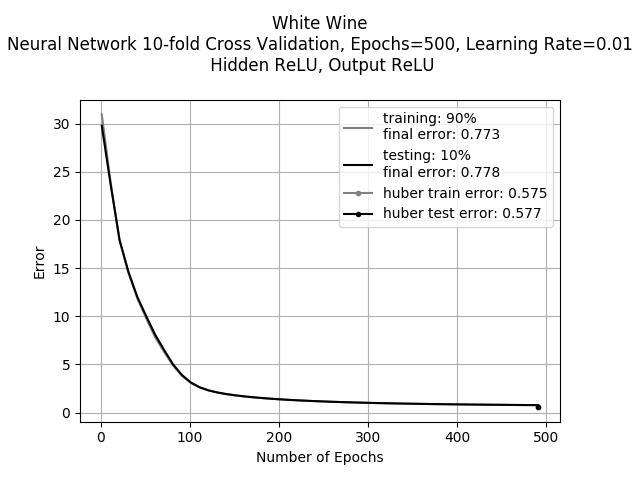 White Wine
Neural Network 10-fold Cross Validation, Epochs=500, Learning Rate=0.01
Hidden ReLU, Output ReLU
training: 90%
final error: 0.773
testing: 10%
final error: 0.778
huber train error: 0.575
huber test error: 0.577
Error
30
25
20
15
10
5
0
0 100 200 300 400 500
Number of Epochs